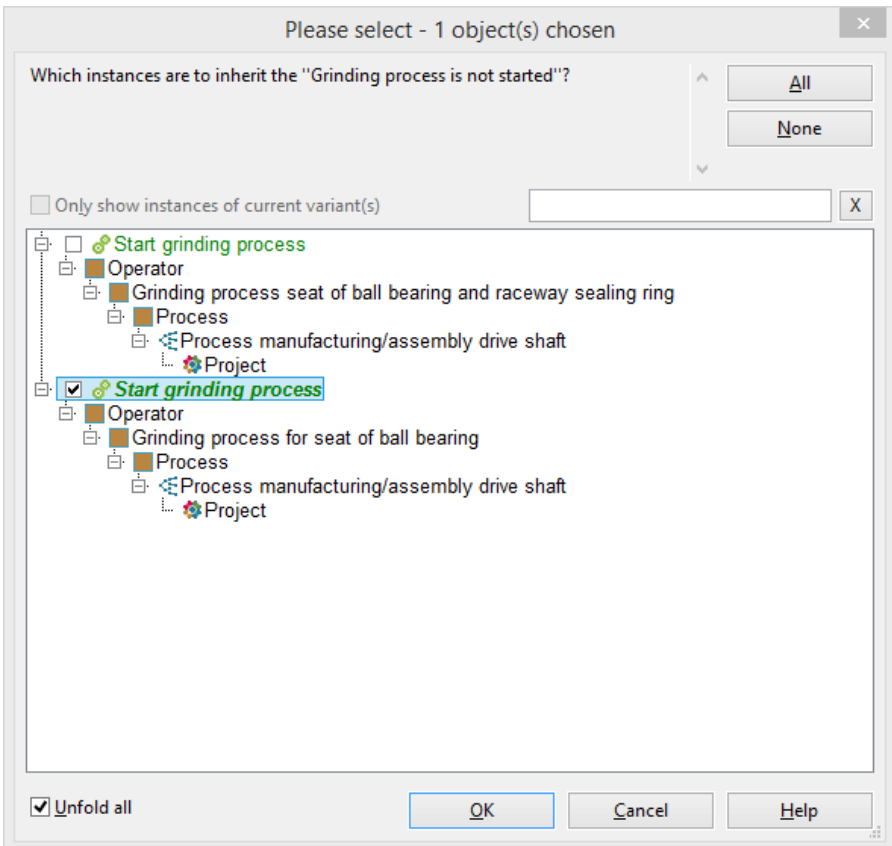 Please select - 1 object(s) chosen
×
Which instances are to inherit the "Grinding process is not started"?
All
None
Only show instances of current variant(s)
X
Start grinding process
Operator
Grinding process seat of ball bearing and raceway sealing ring
Process
Process manufacturing/assembly drive shaft
Project
Start grinding process
Operator
Grinding process for seat of ball bearing
Process
Process manufacturing/assembly drive shaft
Project
Unfold all
OK
Cancel
Help